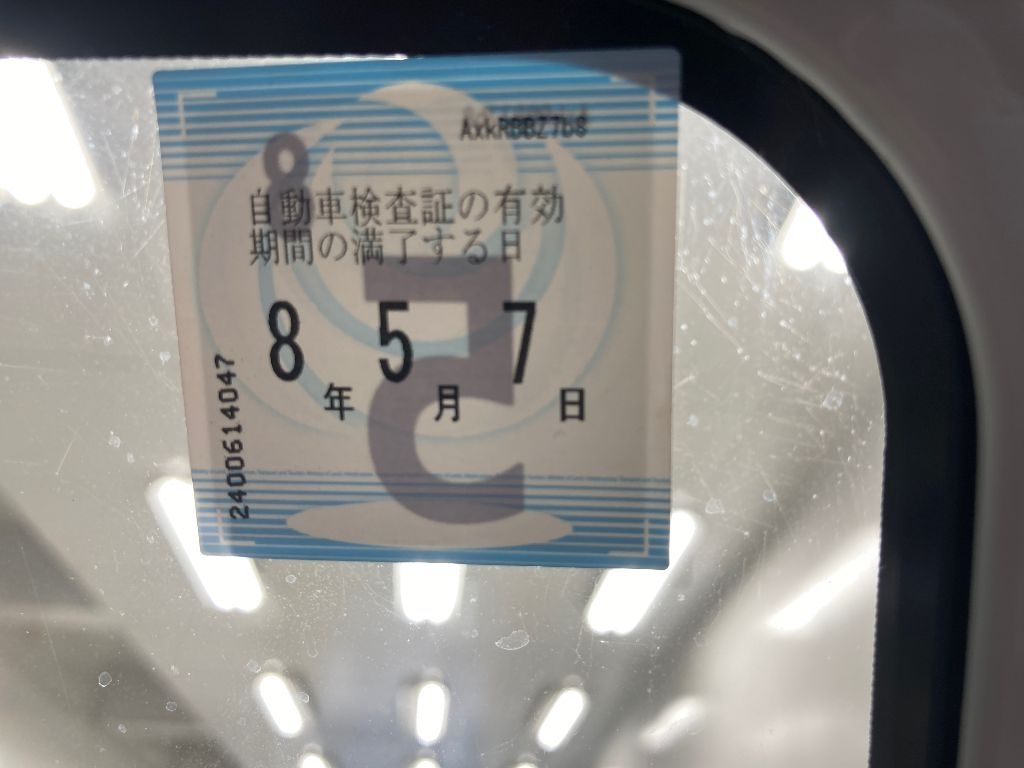 AxkRBBZ7b8
自動車検査証の有効
期間の満了する日
8年 5月 7日
2400614047